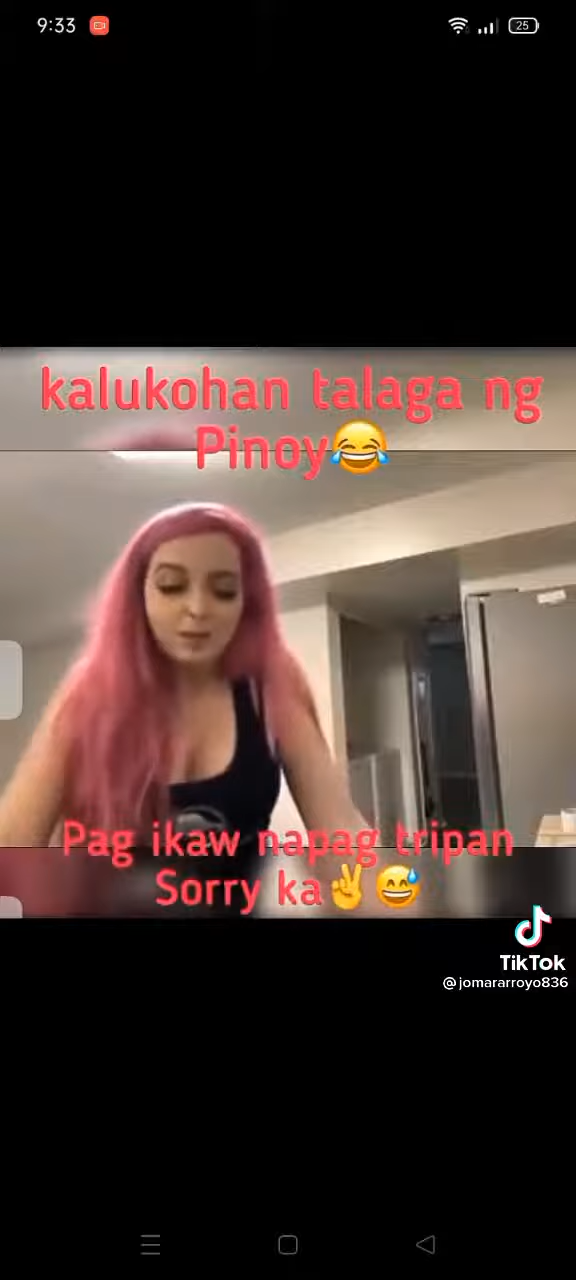 9:33
25
kalukohan talaga ng
Pinoy😂
Pag ikaw napag tripan
Sorry ka✌️😅
TikTok
@jomararroyo836